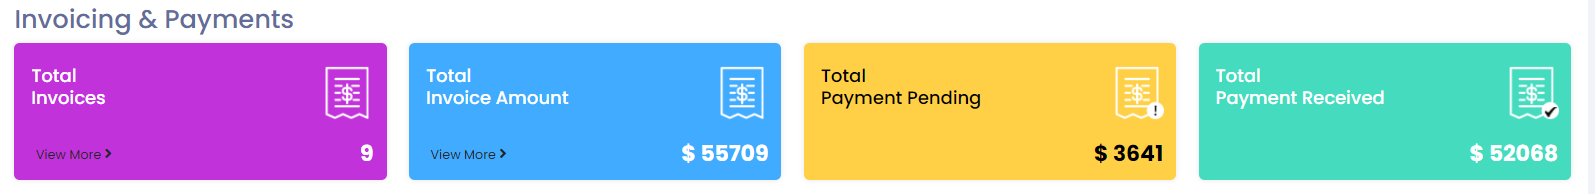 Invoicing & Payments
Total
Invoices
View More
9
Total
Invoice Amount
View More
$ 55709
Total
Payment Pending
$ 3641
Total
Payment Received
$ 52068